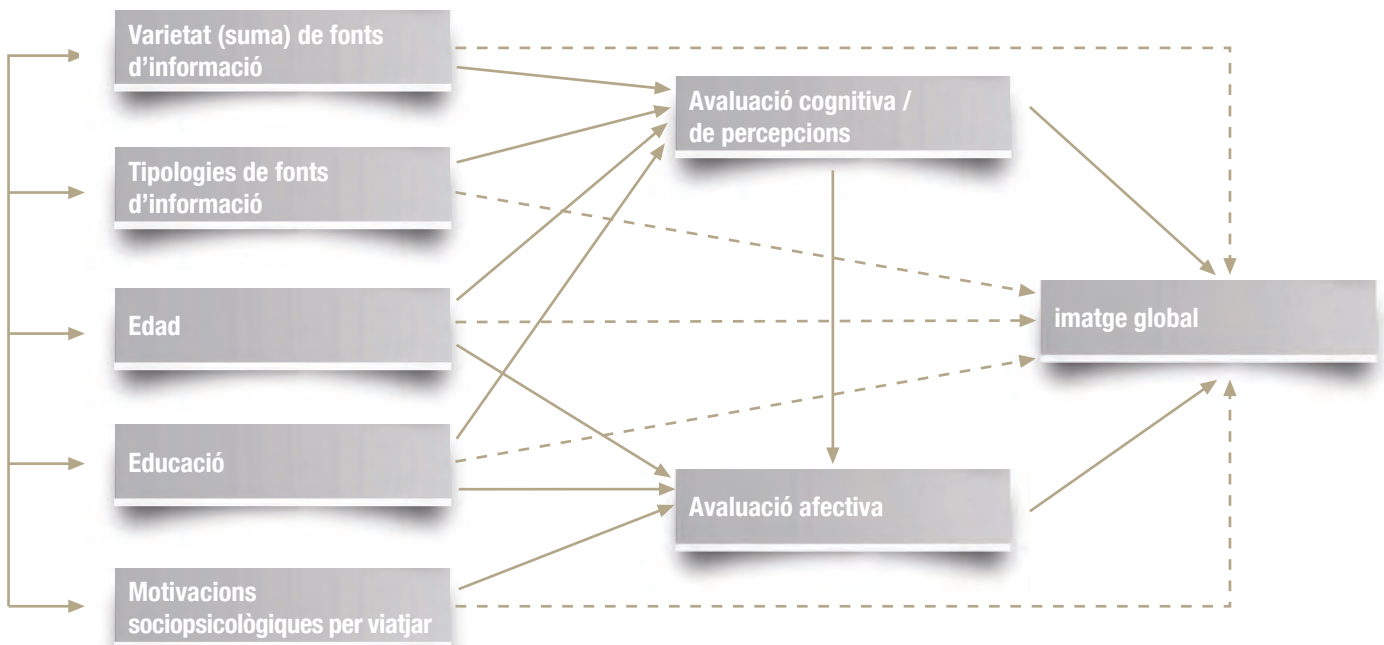 Varietat (suma) de fonts
d'informació
Tipologies de fonts
d'informació
Edad
Educació
Motivacions
sociopsicològiques per viatjar
Avaluació cognitiva /
de percepcions
Avaluació afectiva
imatge global